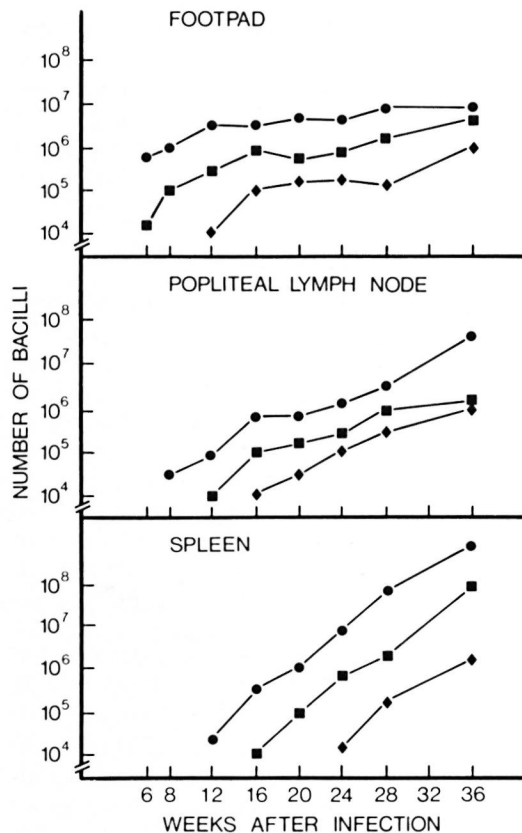 FOOTPAD
10⁸
10⁷
10⁶
10⁵
10⁴
POPLITEAL LYMPH NODE
10⁸
10⁷
10⁶
10⁵
10⁴
SPLEEN
10⁸
10⁷
10⁶
10⁵
10⁴
NUMBER OF BACILLI
6 8 12 16 20 24 28 32 36
WEEKS AFTER INFECTION